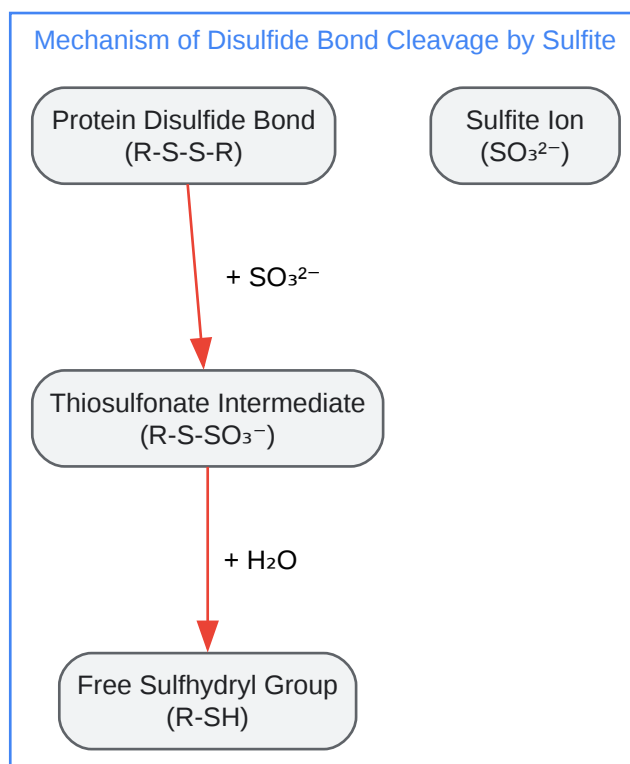 Mechanism of Disulfide Bond Cleavage by Sulfite
Protein Disulfide Bond
(R-S-S-R)
Sulfite Ion
(SO₃²⁻)
+ SO₃²⁻
Thiosulfonate Intermediate
(R-S-SO₃⁻)
+ H₂O
Free Sulfhydryl Group
(R-SH)